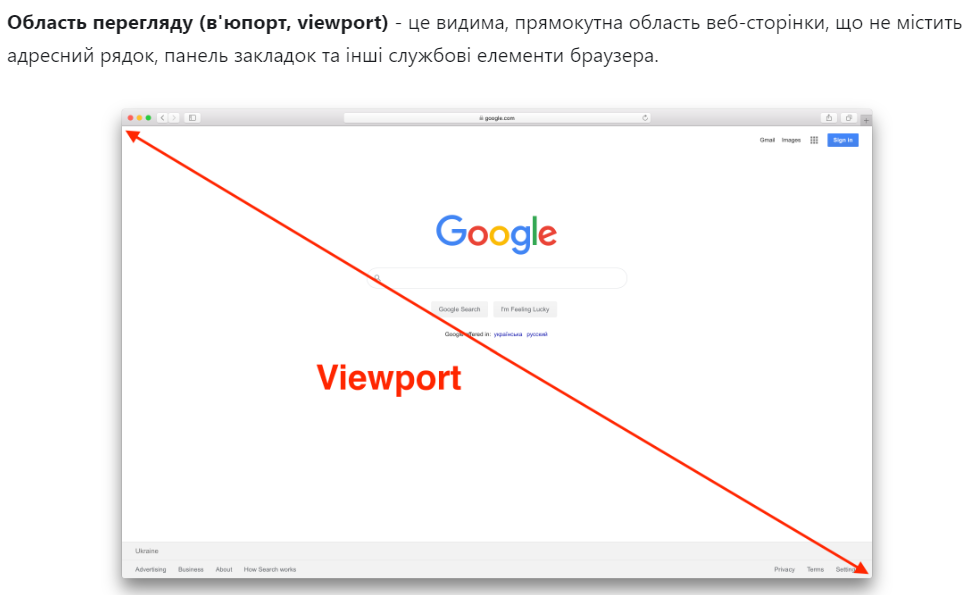 Область перегляду (в'юпорт, viewport) - це видима, прямокутна область веб-сторінки, що не містить
адресний рядок, панель закладок та інші службові елементи браузера.
google.com
Gmail Images Sign in
Google
Google Search I'm Feeling Lucky
Google offered in: українська русский
Viewport
Ukraine
Advertising Business About How Search works Privacy Terms